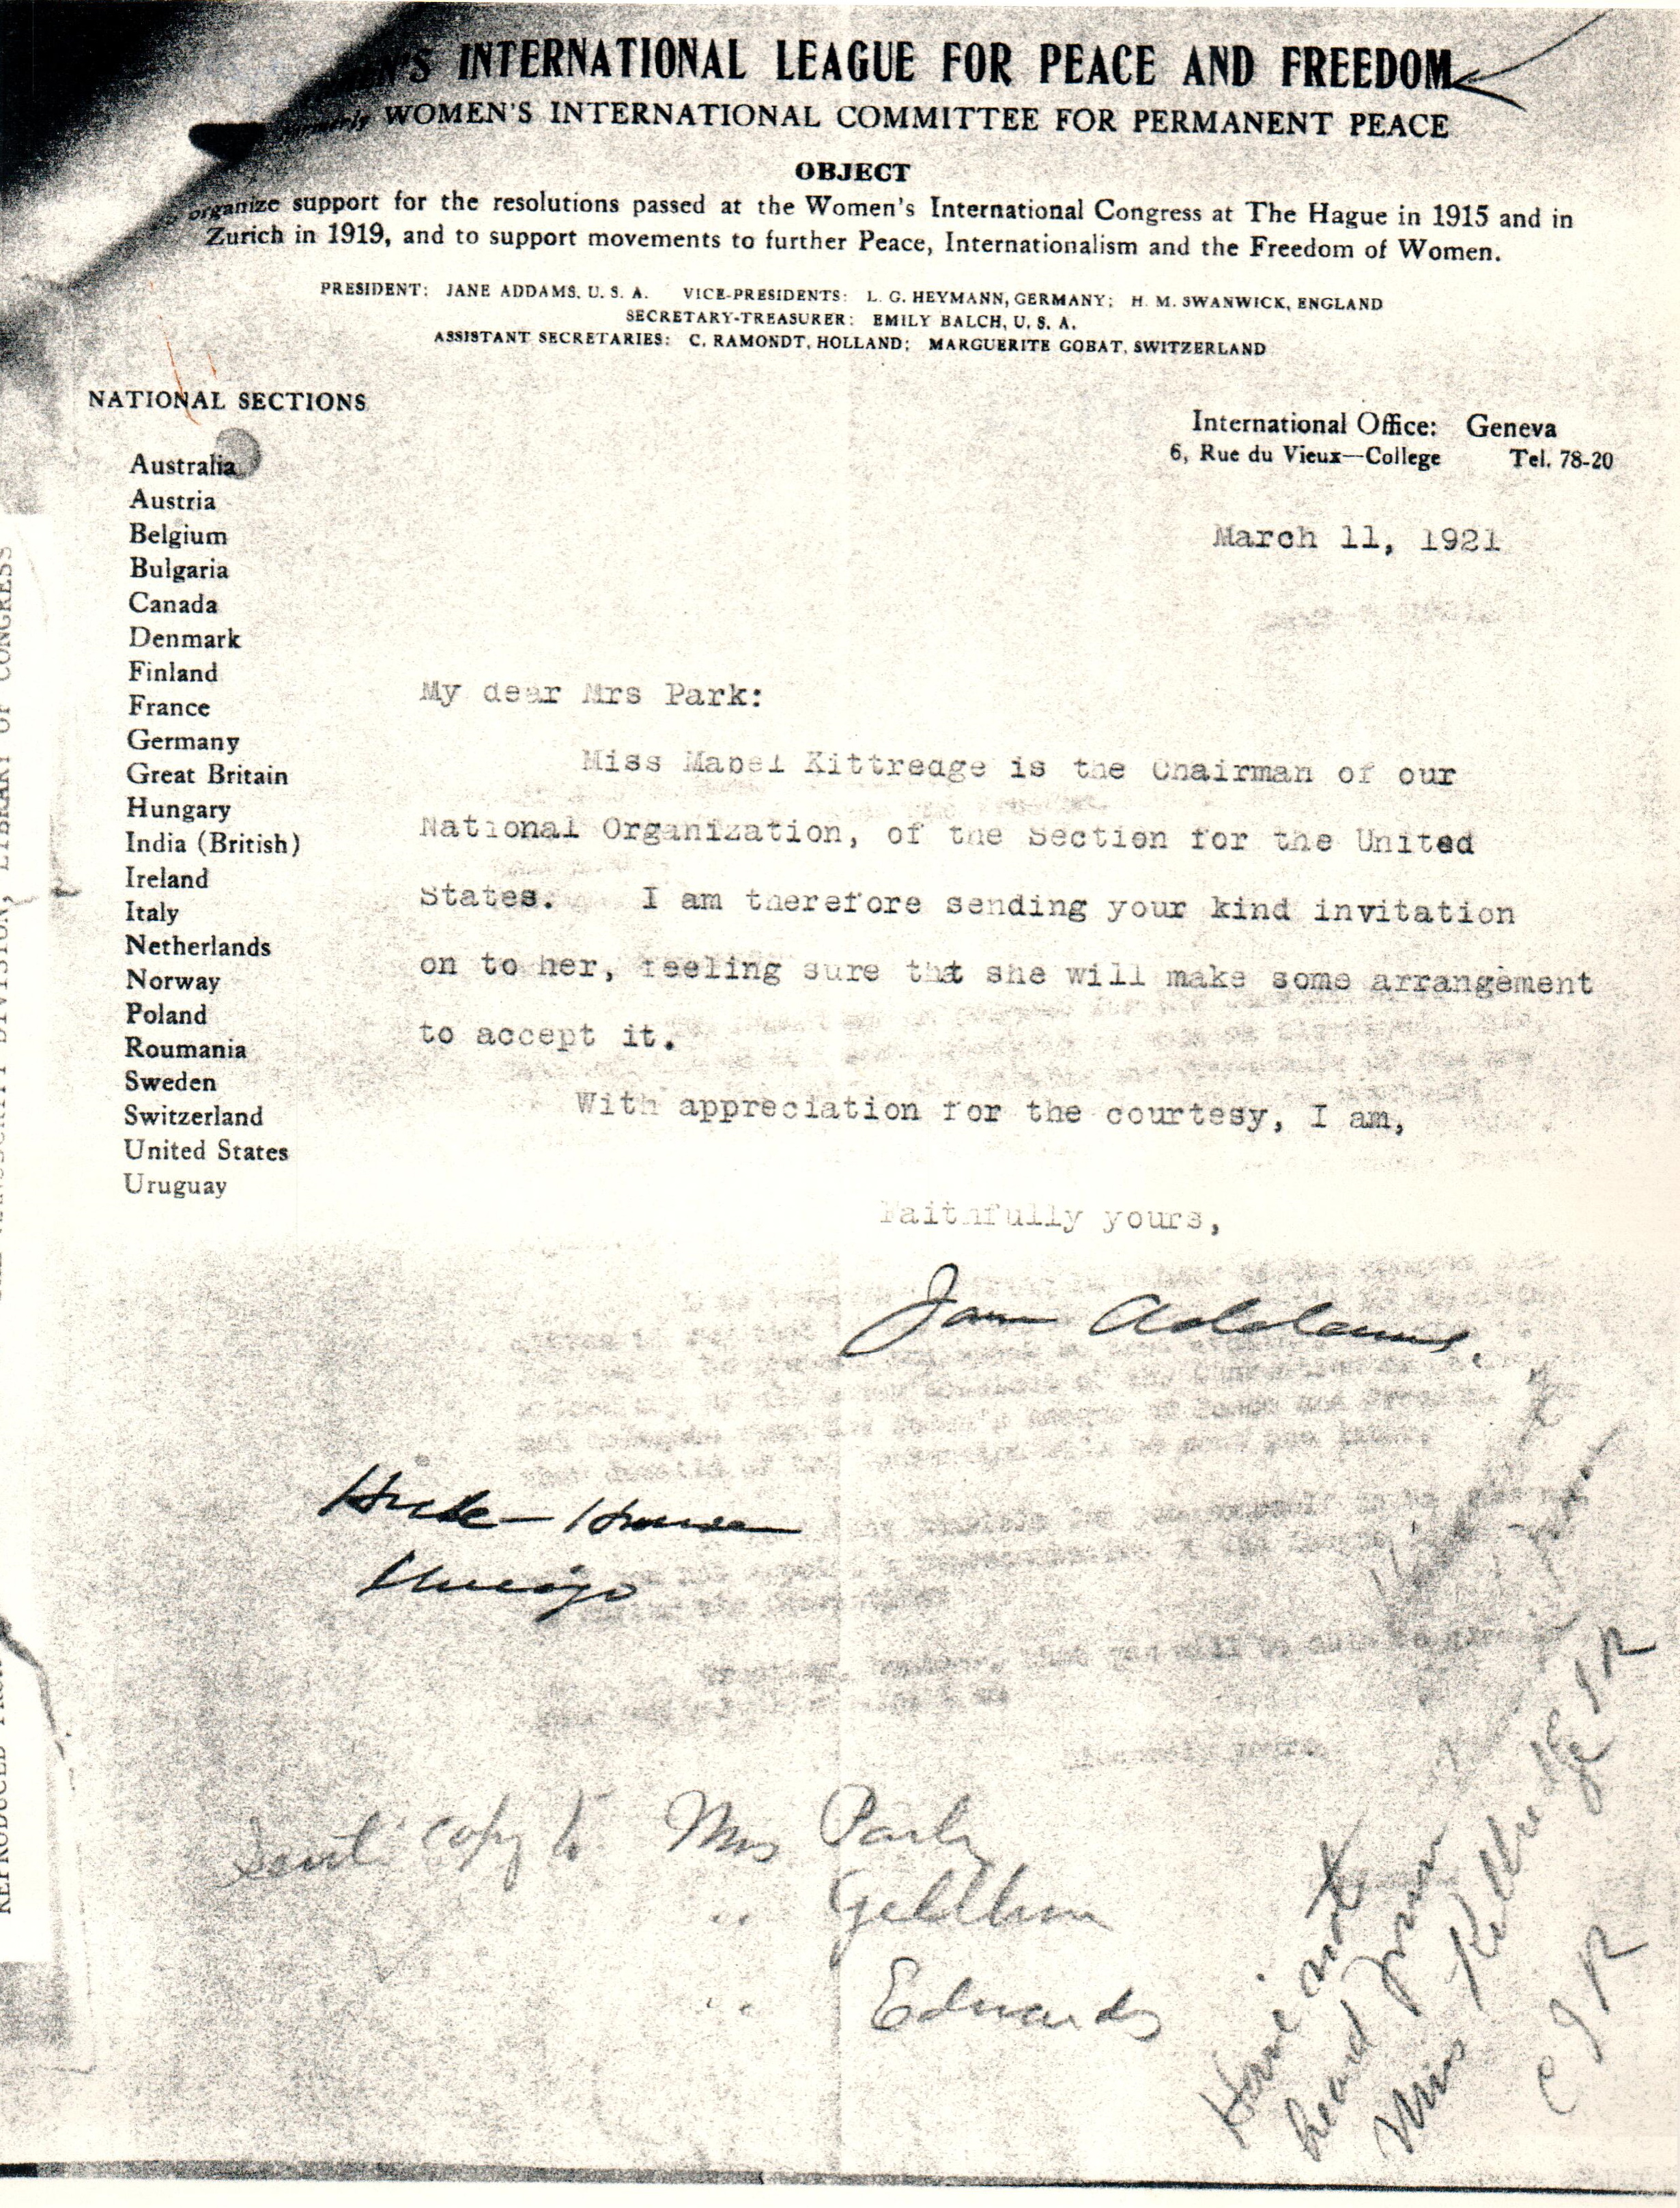 EN'S INTERNATIONAL LEAGUE FOR PEACE AND FREEDOM
formerly WOMEN'S INTERNATIONAL COMMITTEE FOR PERMANENT PEACE
OBJECT
organize support for the resolutions passed at the Women's International Congress at The Hague in 1915 and in
Zurich in 1919, and to support movements to further Peace, Internationalism and the Freedom of Women.
PRESIDENT: JANE ADDAMS, U. S. A. VICE-PRESIDENTS: L. G. HEYMANN, GERMANY; H. M. SWANWICK, ENGLAND
SECRETARY-TREASURER: EMILY BALCH, U. S. A.
ASSISTANT SECRETARIES: C. RAMONDT, HOLLAND; MARGUERITE GOBAT, SWITZERLAND
NATIONAL SECTIONS
Australia
Austria
Belgium
Bulgaria
Canada
Denmark
Finland
France
Germany
Great Britain
Hungary
India (British)
Ireland
Italy
Netherlands
Norway
Poland
Roumania
Sweden
Switzerland
United States
Uruguay
International Office: Geneva
6, Rue du Vieux—College Tel. 78-20
March 11, 1921
My dear Mrs Park:
Miss Mabel Kittredge is the Chairman of our
National Organization, of the Section for the United
States. I am therefore sending your kind invitation
on to her, feeling sure tht she will make some arrangement
to accept it.
With appreciation for the courtesy, I am,
Faithfully yours,
Jane Addams.
Hull-House
Chicago
Sent copy to Mrs Park
" Gellhorn
" Edwards
Have not
heard from
Miss Kittredge
C J R
LIBRARY OF CONGRESS